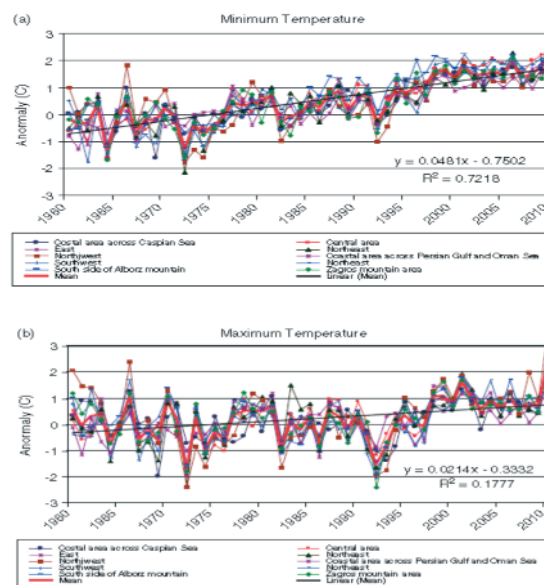 (a)
Minimum Temperature
3
2
1
0
-1
-2
-3
Anormaly (C)
y = 0.0481x - 0.7502
R² = 0.7218
1960 1965 1970 1975 1980 1985 1990 1995 2000 2005 2010
Costal area across Caspian Sea
East
Northwest
Southwest
South side of Alborz mountain
Mean
Central area
Northeast
Coastal area across Persian Gulf and Oman Sea
Northeast
Zagros mountain area
Linear (Mean)
(b)
Maximum Temperature
3
2
1
0
-1
-2
-3
Anormaly (C)
y = 0.0214x - 0.3332
R² = 0.1777
1960 1965 1970 1975 1980 1985 1990 1995 2000 2005 2010
Costal area across Caspian Sea
East
Northwest
Southwest
South side of Alborz mountain
Mean
Central area
Northeast
Coastal area across Persian Gulf and Oman Sea
Northeast
Zagros mountain area
Linear (Mean)